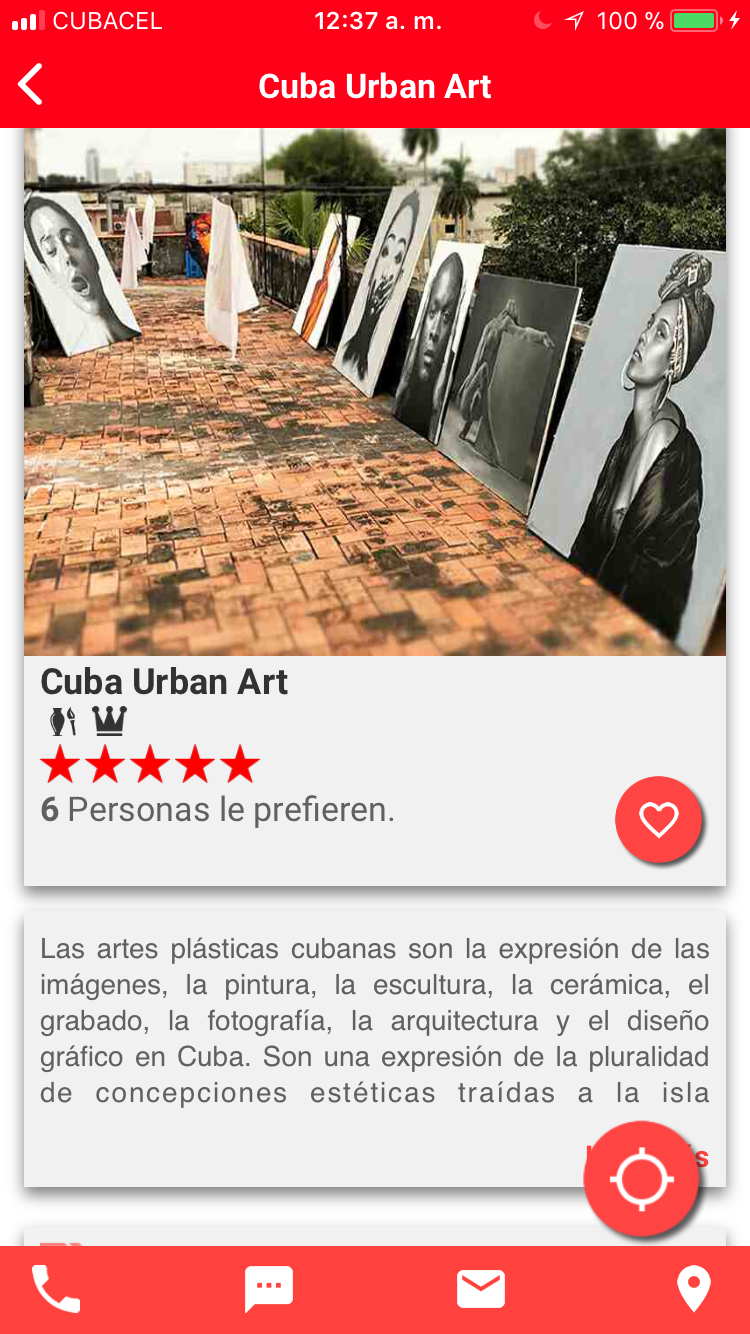 CUBACEL 12:37 a. m. 100 %
Cuba Urban Art
Cuba Urban Art
6 Personas le prefieren.
Las artes plásticas cubanas son la expresión de las
imágenes, la pintura, la escultura, la cerámica, el
grabado, la fotografía, la arquitectura y el diseño
gráfico en Cuba. Son una expresión de la pluralidad
de concepciones estéticas traídas a la isla